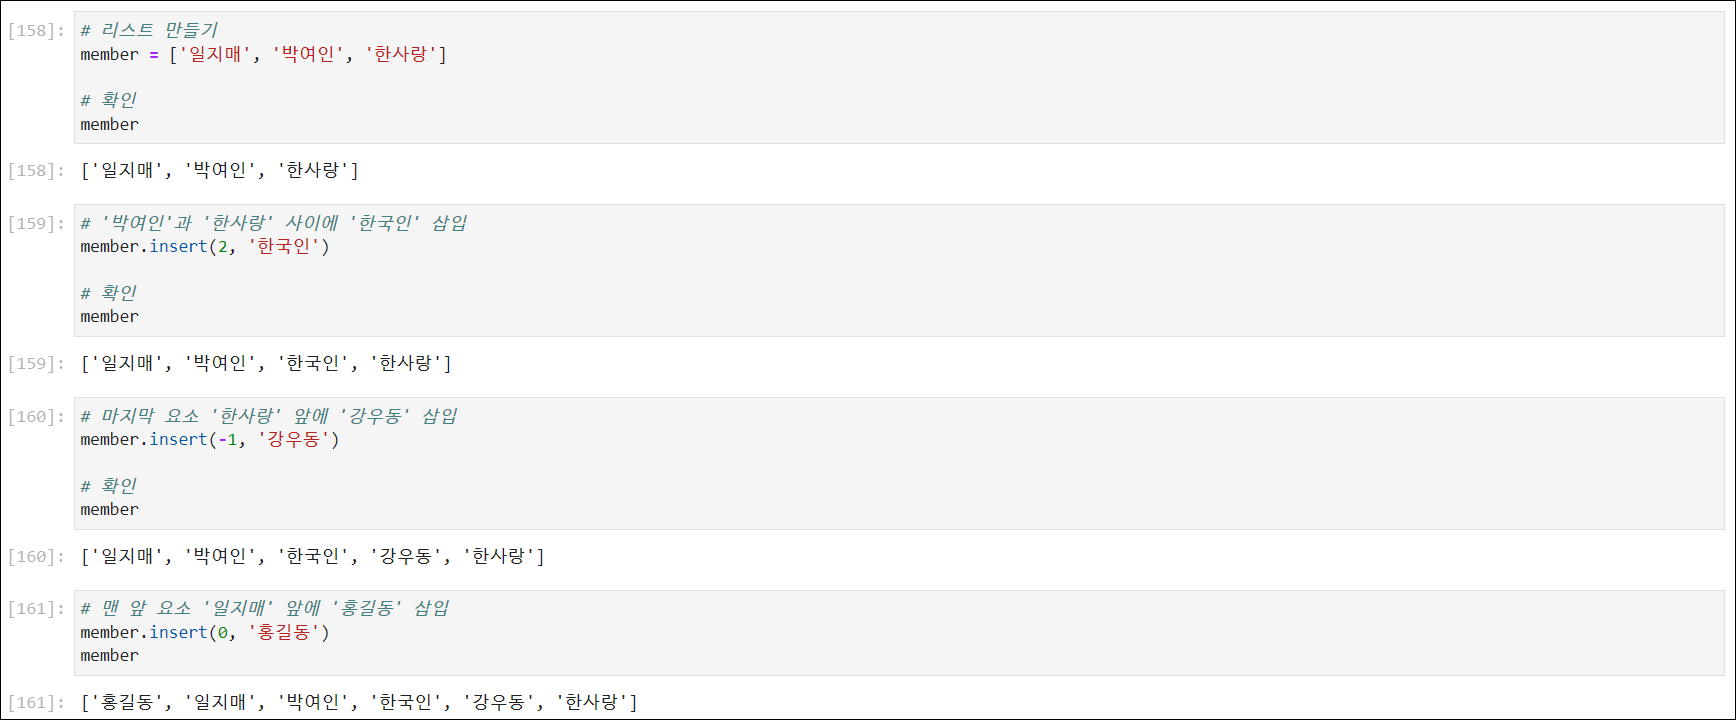 [158]: # 리스트 만들기
member = ['일지매', '박여인', '한사랑']
# 확인
member
[158]: ['일지매', '박여인', '한사랑']
[159]: # '박여인'과 '한사랑' 사이에 '한국인' 삽입
member.insert(2, '한국인')
# 확인
member
[159]: ['일지매', '박여인', '한국인', '한사랑']
[160]: # 마지막 요소 '한사랑' 앞에 '강우동' 삽입
member.insert(-1, '강우동')
# 확인
member
[160]: ['일지매', '박여인', '한국인', '강우동', '한사랑']
[161]: # 맨 앞 요소 '일지매' 앞에 '홍길동' 삽입
member.insert(0, '홍길동')
member
[161]: ['홍길동', '일지매', '박여인', '한국인', '강우동', '한사랑']